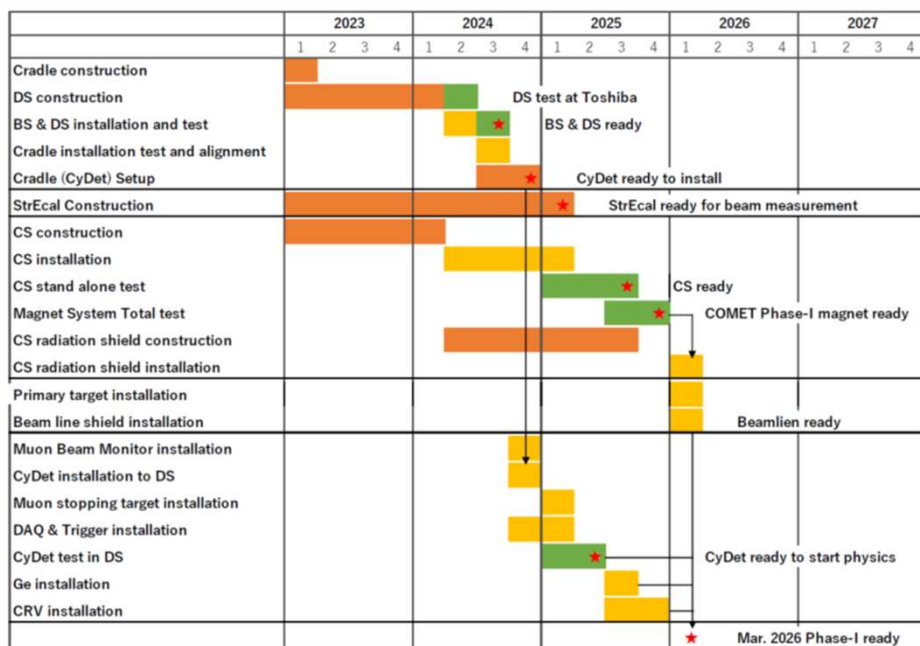 2023 2024 2025 2026 2027
1 2 3 4 1 2 3 4 1 2 3 4 1 2 3 4 1 2 3 4
Cradle construction
DS construction DS test at Toshiba
BS & DS installation and test BS & DS ready
Cradle installation test and alignment
Cradle (CyDet) Setup CyDet ready to install
StrEcal Construction StrEcal ready for beam measurement
CS construction
CS installation
CS stand alone test CS ready
Magnet System Total test COMET Phase-I magnet ready
CS radiation shield construction
CS radiation shield installation
Primary target installation
Beam line shield installation Beamlien ready
Muon Beam Monitor installation
CyDet installation to DS
Muon stopping target installation
DAQ & Trigger installation
CyDet test in DS CyDet ready to start physics
Ge installation
CRV installation
Mar. 2026 Phase-I ready